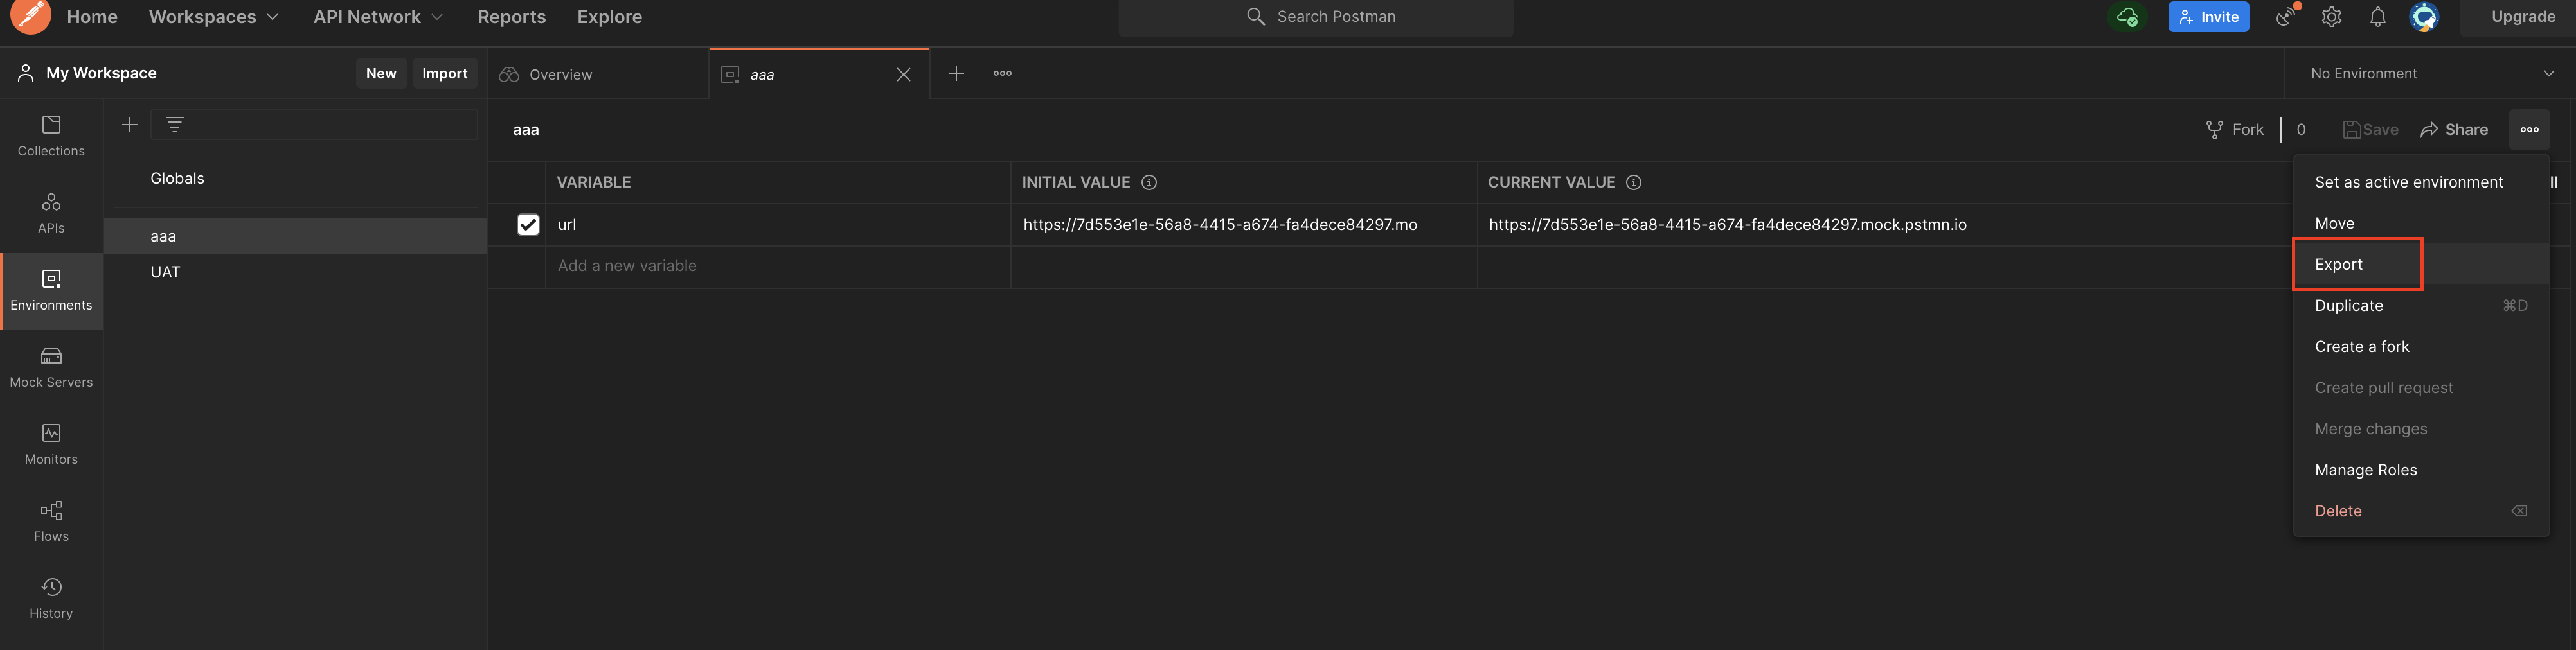 Home Workspaces API Network Reports Explore Search Postman Invite Upgrade
My Workspace New Import Overview aaa No Environment
Collections
APIs
Environments
Mock Servers
Monitors
Flows
History
Globals
aaa
UAT
aaa Fork 0 Save Share
VARIABLE INITIAL VALUE CURRENT VALUE
url https://7d553e1e-56a8-4415-a674-fa4dece84297.mo https://7d553e1e-56a8-4415-a674-fa4dece84297.mock.pstmn.io
Add a new variable
Set as active environment
Move
Export
Duplicate ⌘D
Create a fork
Create pull request
Merge changes
Manage Roles
Delete